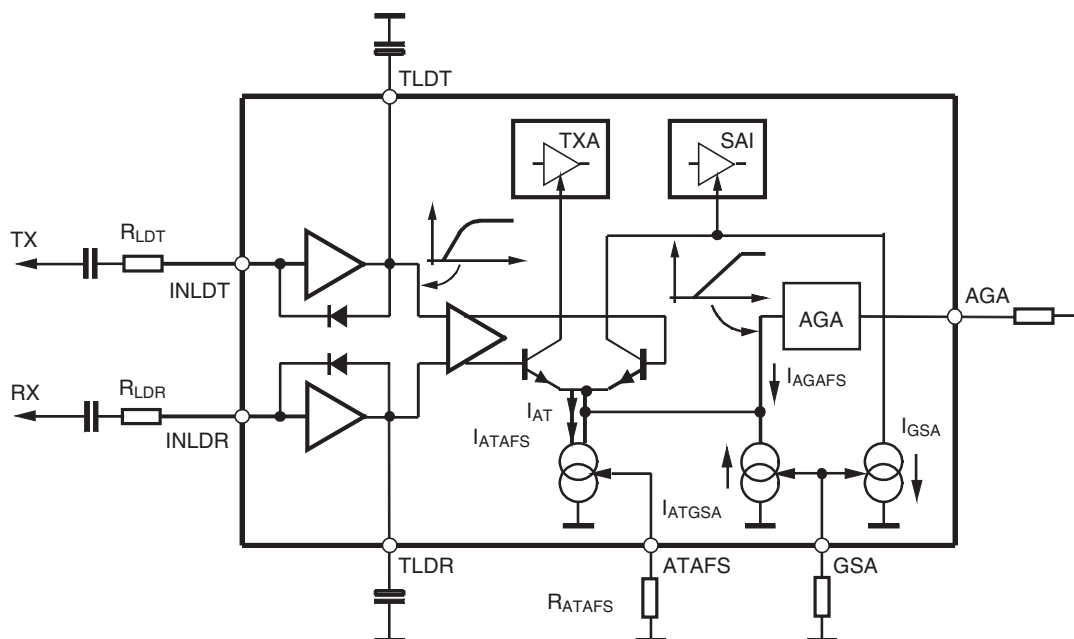 TLDT
TXA
SAI
TX
RLDT
INLDT
AGA
AGA
RX
RLDR
INLDR
IAGAFS
IAT
IATAFS
IGSA
IATGSA
TLDR
ATAFS
GSA
RATAFS